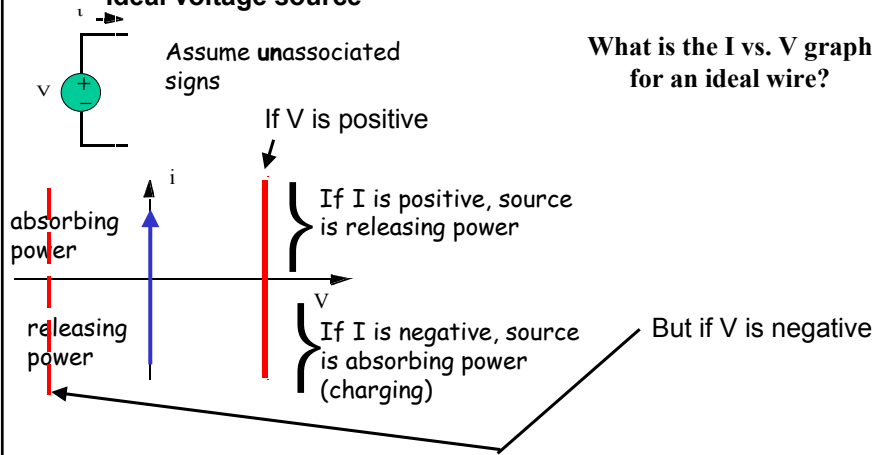 Ideal voltage source
i
Assume unassociated
signs
V
+
–
What is the I vs. V graph
for an ideal wire?
If V is positive
i
absorbing
power
If I is positive, source
is releasing power
V
releasing
power
If I is negative, source
is absorbing power
(charging)
But if V is negative